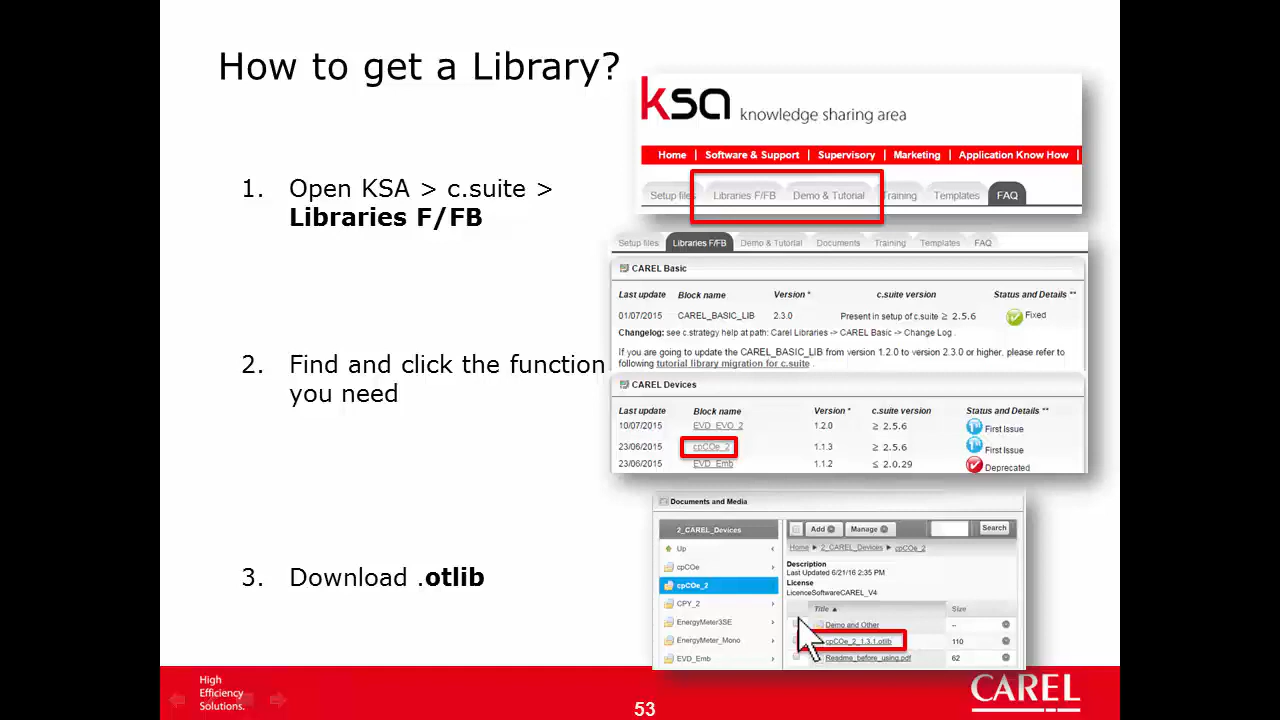 How to get a Library?
ksa knowledge sharing area
Home | Software & Support | Supervisory | Marketing | Application Know How |
Setup files Libraries F/FB Demo & Tutorial Training Templates FAQ
1. Open KSA > c.suite >
Libraries F/FB
Setup files Libraries F/FB Demo & Tutorial Documents Training Templates FAQ
CAREL Basic
Last update Block name Version * c.suite version Status and Details **
01/07/2015 CAREL_BASIC_LIB 2.3.0 Present in setup of c.suite ≥ 2.5.6 Fixed
Changelog: see c.strategy help at path: Carel Libraries -> CAREL Basic -> Change Log .
If you are going to update the CAREL_BASIC_LIB from version 1.2.0 to version 2.3.0 or higher, please refer to
following tutorial library migration for c.suite .
2. Find and click the function
you need
CAREL Devices
Last update Block name Version * c.suite version Status and Details **
10/07/2015 EVD_EVO_2 1.2.0 ≥ 2.5.6 1st First Issue
23/06/2015 cpCOe_2 1.1.3 ≥ 2.5.6 1st First Issue
23/06/2015 EVD_Emb 1.1.2 ≤ 2.0.29 Deprecated
3. Download .otlib
Documents and Media
2_CAREL_Devices
Up
cpCOe
cpCOe_2
CPY_2
EnergyMeter3SE
EnergyMeter_Mono
EVD_Emb
Add Manage Search
Home 2_CAREL_Devices cpCOe_2
Description
Last Updated 6/21/16 2:35 PM
License
LicenceSoftwareCAREL_V4
Title Size
Demo and Other --
cpCOe_2_1.3.1.otlib 110
Readme_before_using.pdf 62
High
Efficiency
Solutions.
53
CAREL